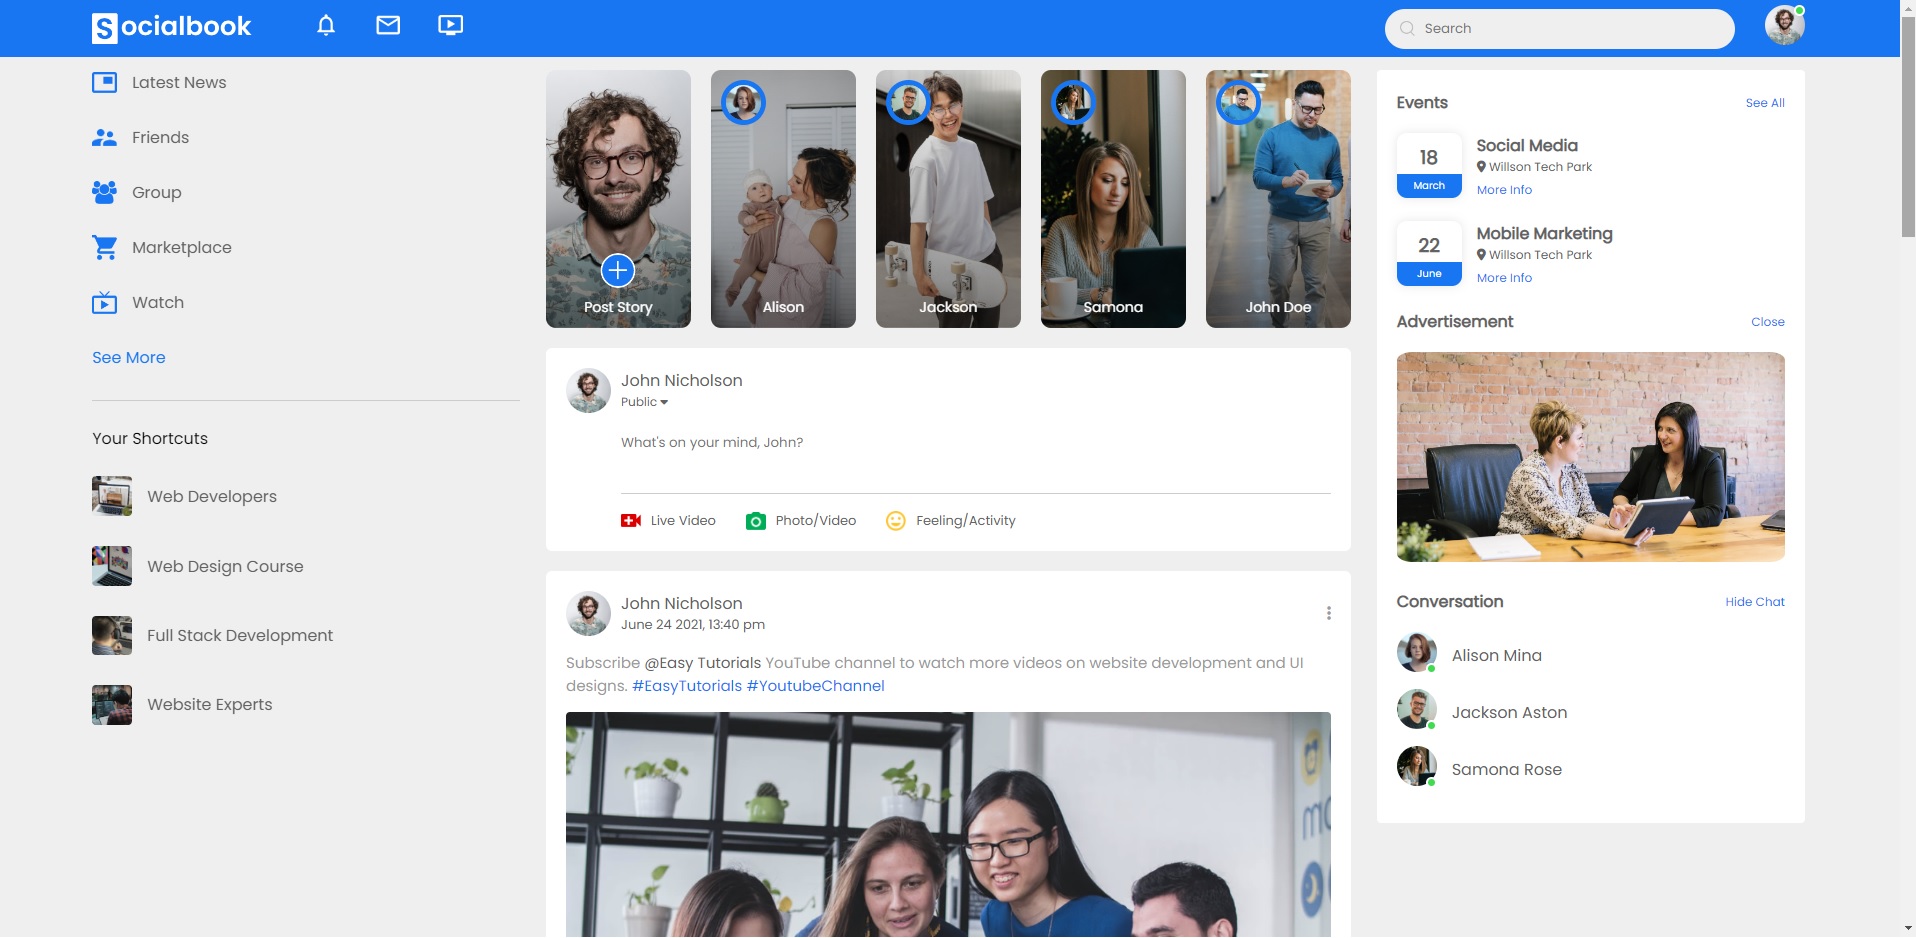 Socialbook
Search
Latest News
Friends
Group
Marketplace
Watch
See More
Your Shortcuts
Web Developers
Web Design Course
Full Stack Development
Website Experts
Post Story
Alison
Jackson
Samona
John Doe
John Nicholson
Public
What's on your mind, John?
Live Video
Photo/Video
Feeling/Activity
John Nicholson
June 24 2021, 13:40 pm
Subscribe @Easy Tutorials YouTube channel to watch more videos on website development and UI
designs. #EasyTutorials #YoutubeChannel
Events
See All
18
March
Social Media
Willson Tech Park
More Info
22
June
Mobile Marketing
Willson Tech Park
More Info
Advertisement
Close
Conversation
Hide Chat
Alison Mina
Jackson Aston
Samona Rose